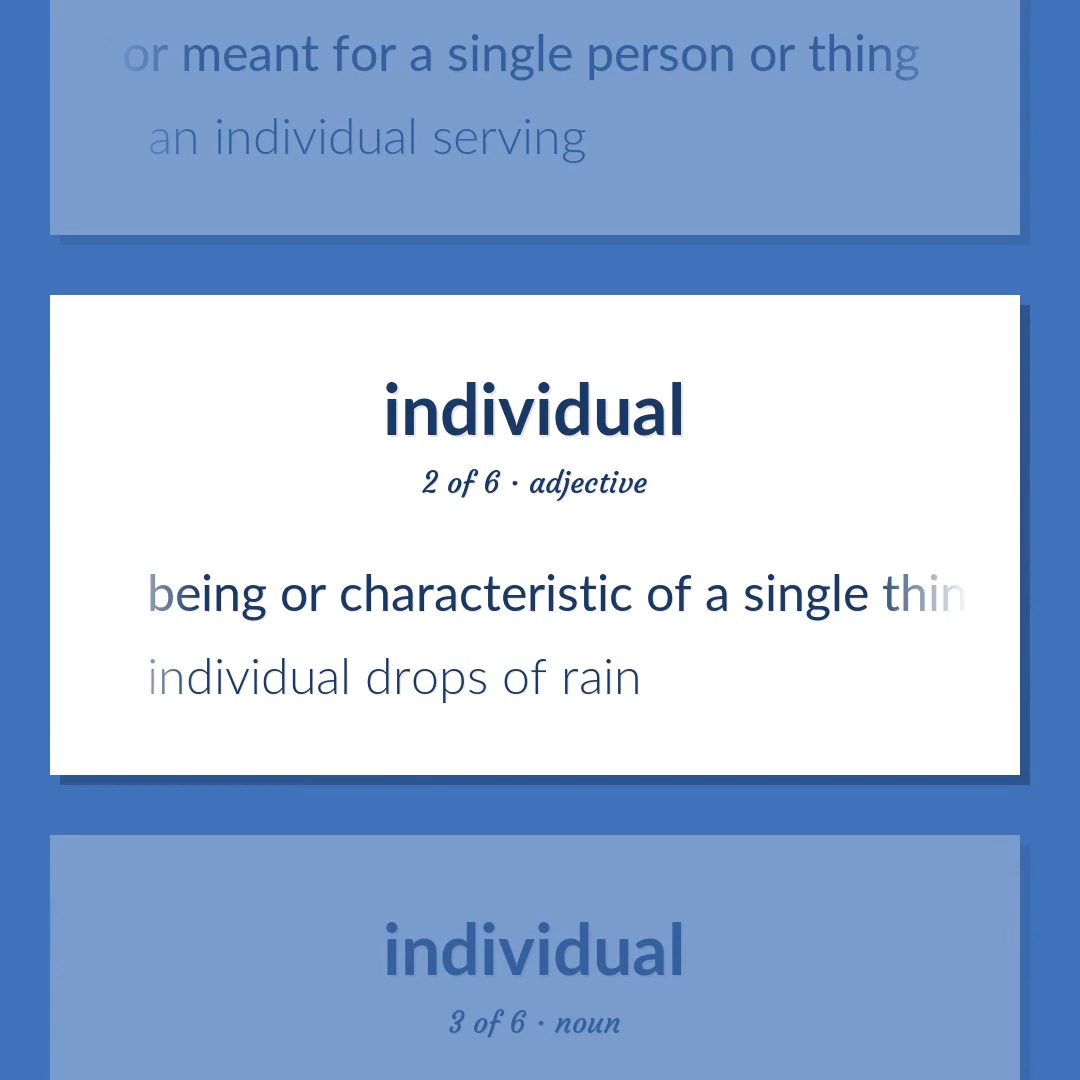 or meant for a single person or thing
an individual serving
individual
2 of 6 · adjective
being or characteristic of a single thin
individual drops of rain
individual
3 of 6 · noun